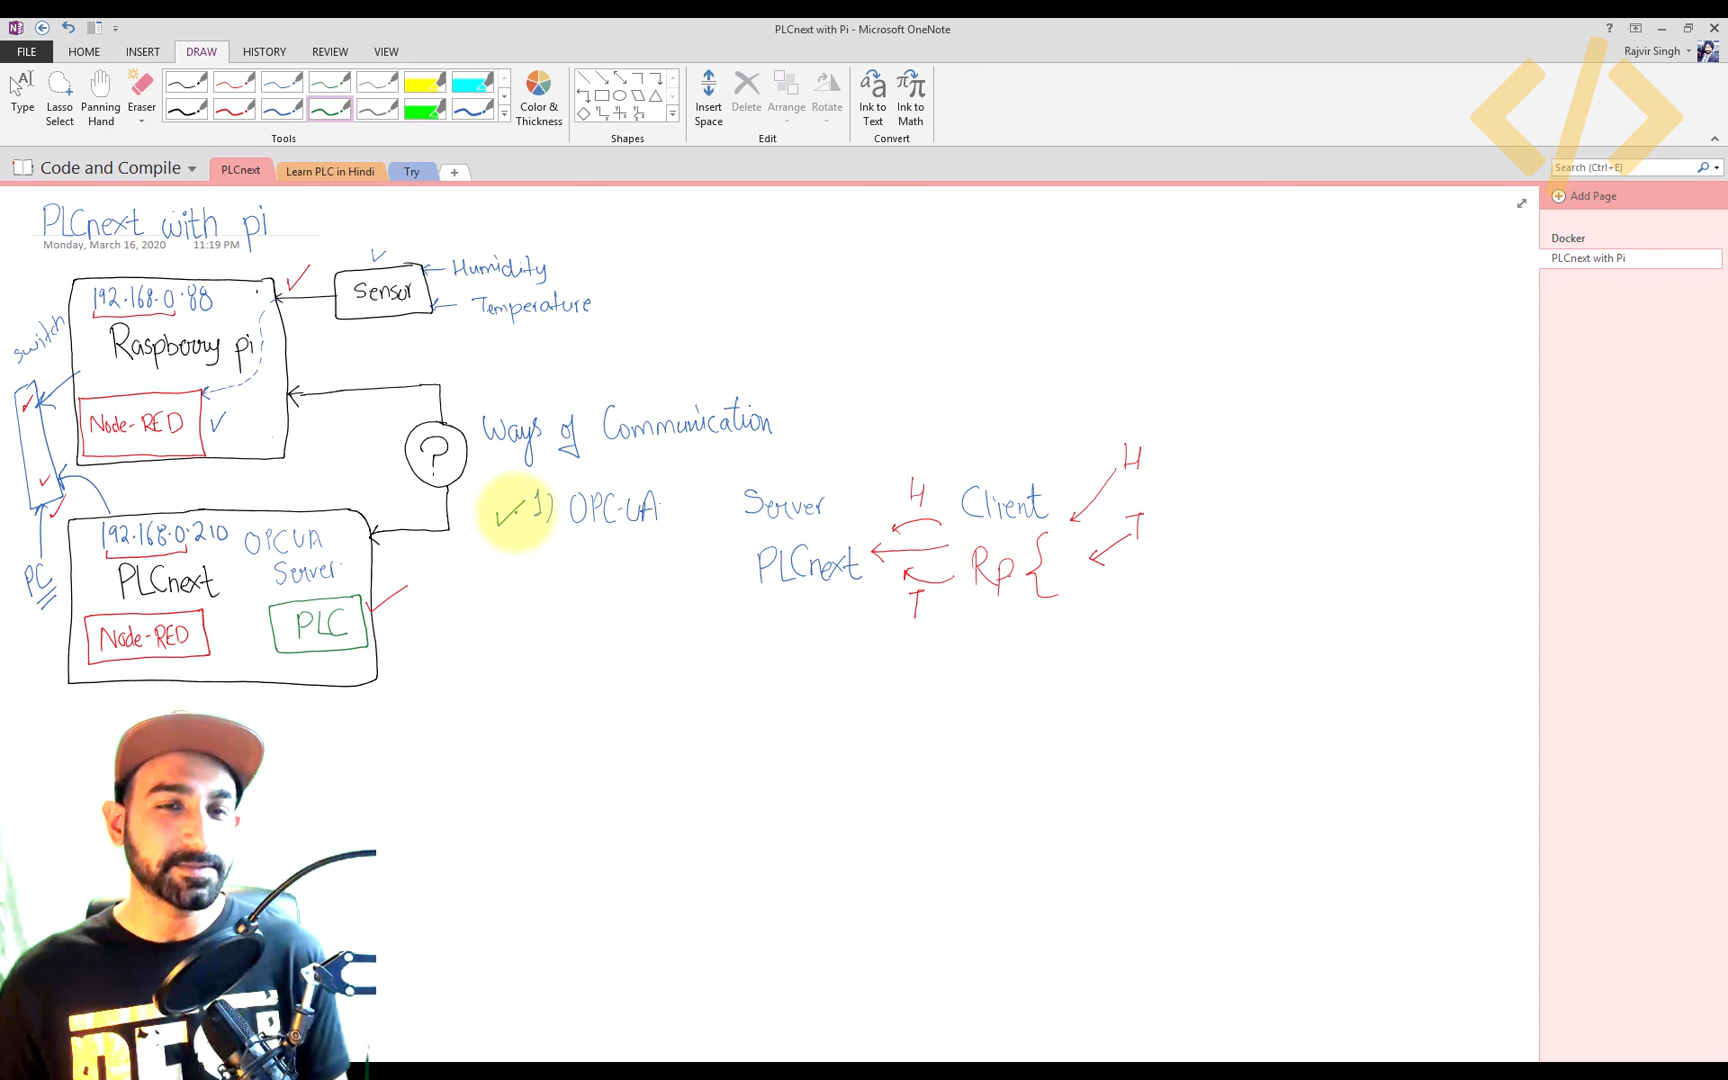 PLCnext with Pi - Microsoft OneNote
?
FILE HOME INSERT DRAW HISTORY REVIEW VIEW
Rajvir Singh
Type
Lasso Select
Panning Hand
Eraser
Color & Thickness
Insert Space
Delete
Arrange
Rotate
Ink to Text
Ink to Math
Tools
Shapes
Edit
Convert
Code and Compile
PLCnext
Learn PLC in Hindi
Try
Search (Ctrl+E)
Add Page
Docker
PLCnext with Pi
PLCnext with pi
Monday, March 16, 2020 11:19 PM
192.168.0.88
Raspberry pi
Node-RED
switch
Sensor
Humidity
Temperature
?
Ways of Communication
1) OPC-UA
Server
Client
PLCnext
Rp
H
T
H
T
192.168.0.210
OPCUA
Server
PLCnext
Node-RED
PLC
PC